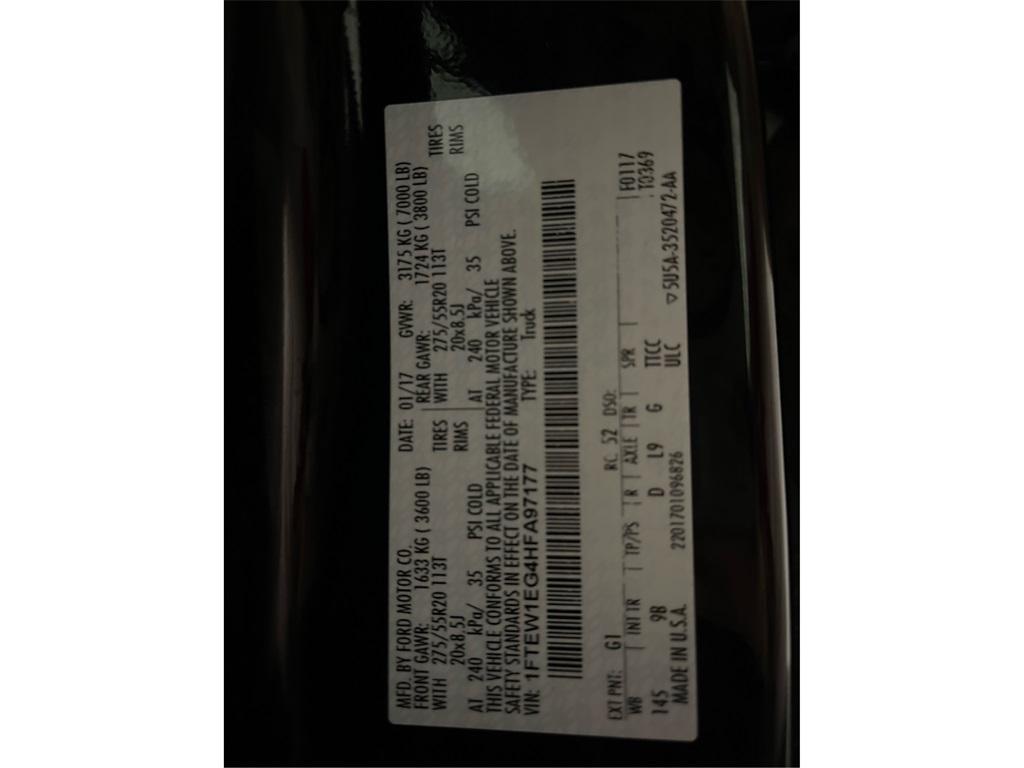 MFD. BY FORD MOTOR CO. DATE: 01/17 GVWR: 3175 KG ( 7000 LB)
FRONT GAWR: 1633 KG ( 3600 LB) REAR GAWR: 1724 KG ( 3800 LB)
WITH 275/55R20 113T TIRES WITH 275/55R20 113T TIRES
20x8.5J RIMS 20x8.5J RIMS
AT 240 kPa/ 35 PSI COLD AT 240 kPa/ 35 PSI COLD
THIS VEHICLE CONFORMS TO ALL APPLICABLE FEDERAL MOTOR VEHICLE
SAFETY STANDARDS IN EFFECT ON THE DATE OF MANUFACTURE SHOWN ABOVE.
VIN: 1FTEW1EG4HFA97177 TYPE: Truck
EXT PNT: G1 RC: 52 DSO: F0117
WB INT TR TP/PS R AXLE TR SPR T0369
145 9B D L9 G TTCC
MADE IN U.S.A. 2201701096826 ULC ▽ 5U5A-3520472-AA